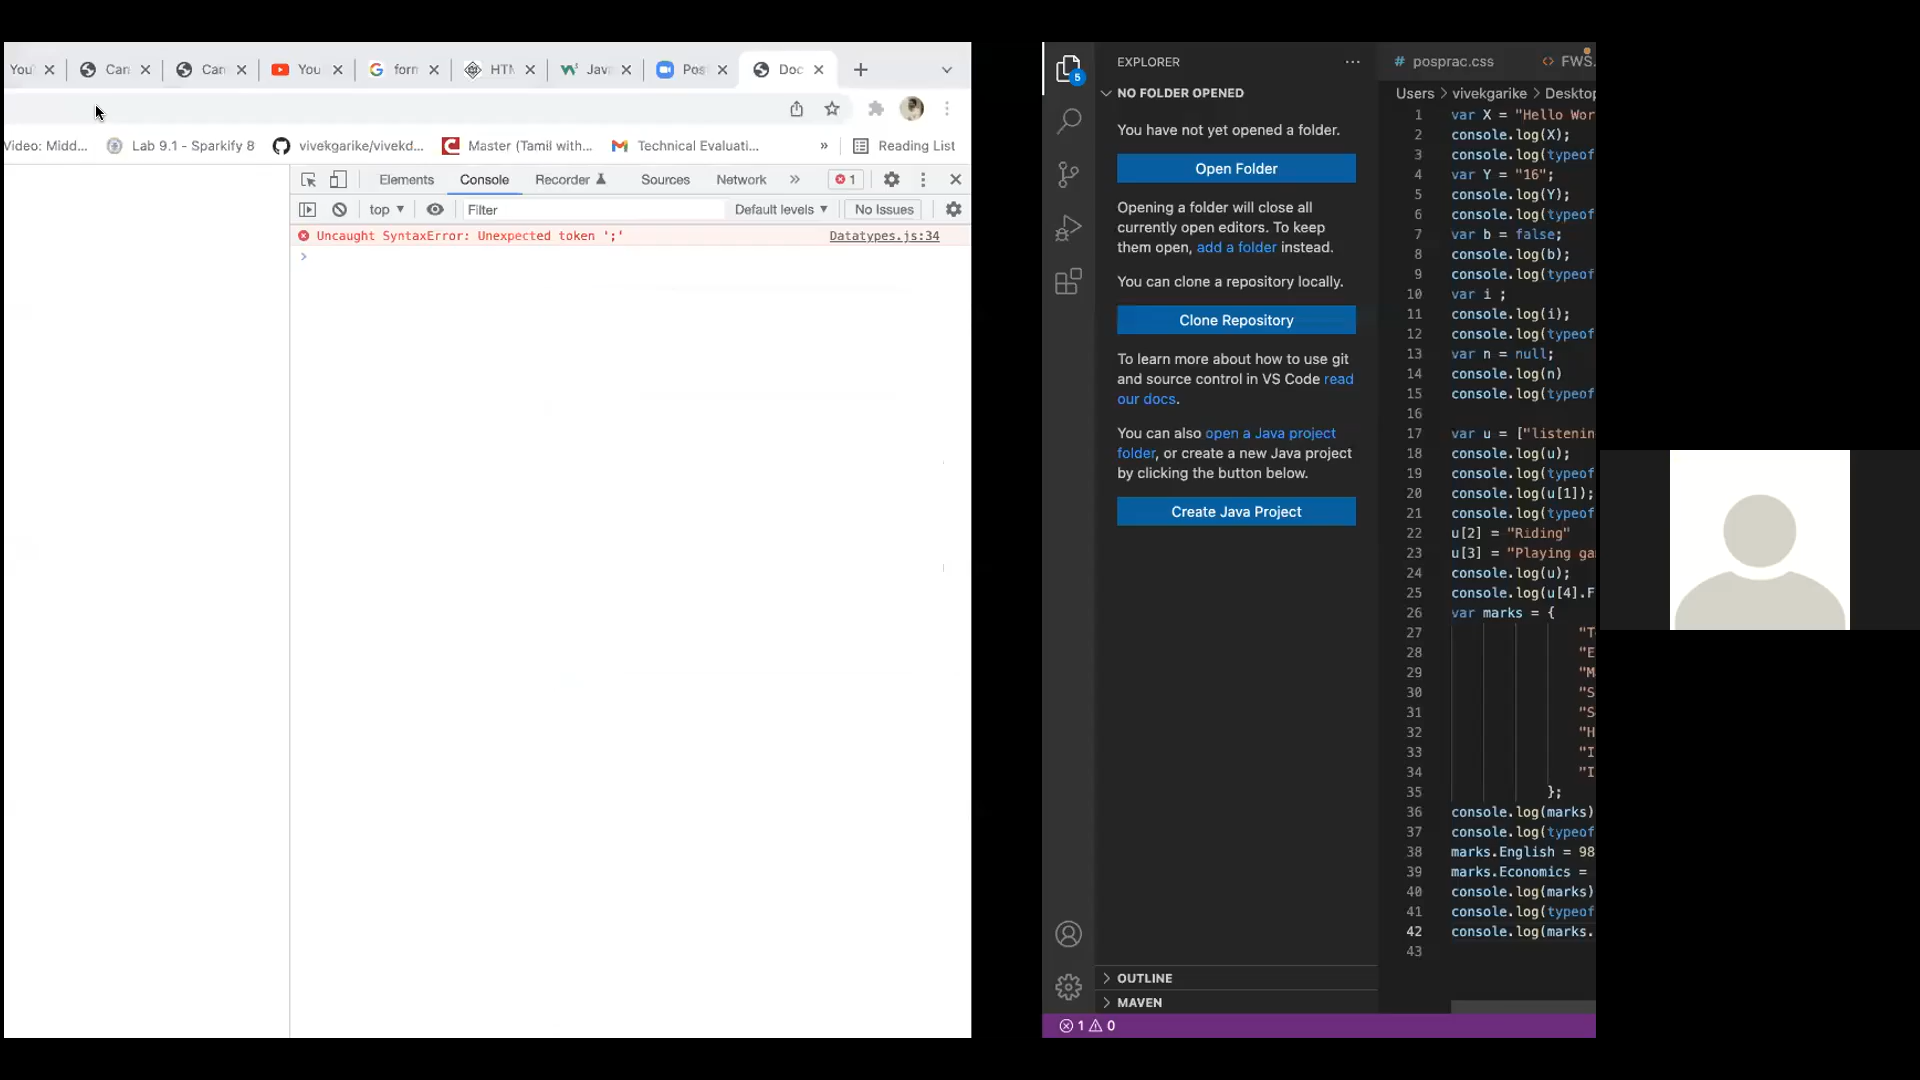 You
Can
Can
You
forn
HTM
Java
Pos
Doc
Video: Midd...
Lab 9.1 - Sparkify 8
vivekgarike/vivekd...
Master (Tamil with...
Technical Evaluati...
»
Reading List
Elements
Console
Recorder
Sources
Network
»
1
top
Filter
Default levels
No Issues
Uncaught SyntaxError: Unexpected token ';'
Datatypes.js:34
5
EXPLORER
NO FOLDER OPENED
You have not yet opened a folder.
Open Folder
Opening a folder will close all
currently open editors. To keep
them open, add a folder instead.
You can clone a repository locally.
Clone Repository
To learn more about how to use git
and source control in VS Code read
our docs.
You can also open a Java project
folder, or create a new Java project
by clicking the button below.
Create Java Project
OUTLINE
MAVEN
1 0
# posprac.css
<> FWS.
Users > vivekgarike > Desktop
1 var X = "Hello Wor
2 console.log(X);
3 console.log(typeof
4 var Y = "16";
5 console.log(Y);
6 console.log(typeof
7 var b = false;
8 console.log(b);
9 console.log(typeof
10 var i ;
11 console.log(i);
12 console.log(typeof
13 var n = null;
14 console.log(n)
15 console.log(typeof
16
17 var u = ["listenin
18 console.log(u);
19 console.log(typeof
20 console.log(u[1]);
21 console.log(typeof
22 u[2] = "Riding"
23 u[3] = "Playing ga
24 console.log(u);
25 console.log(u[4].F
26 var marks = {
27 "T
28 "E
29 "M
30 "S
31 "S
32 "H
33 "I
34 "I
35 };
36 console.log(marks)
37 console.log(typeof
38 marks.English = 98
39 marks.Economics =
40 console.log(marks)
41 console.log(typeof
42 console.log(marks.
43